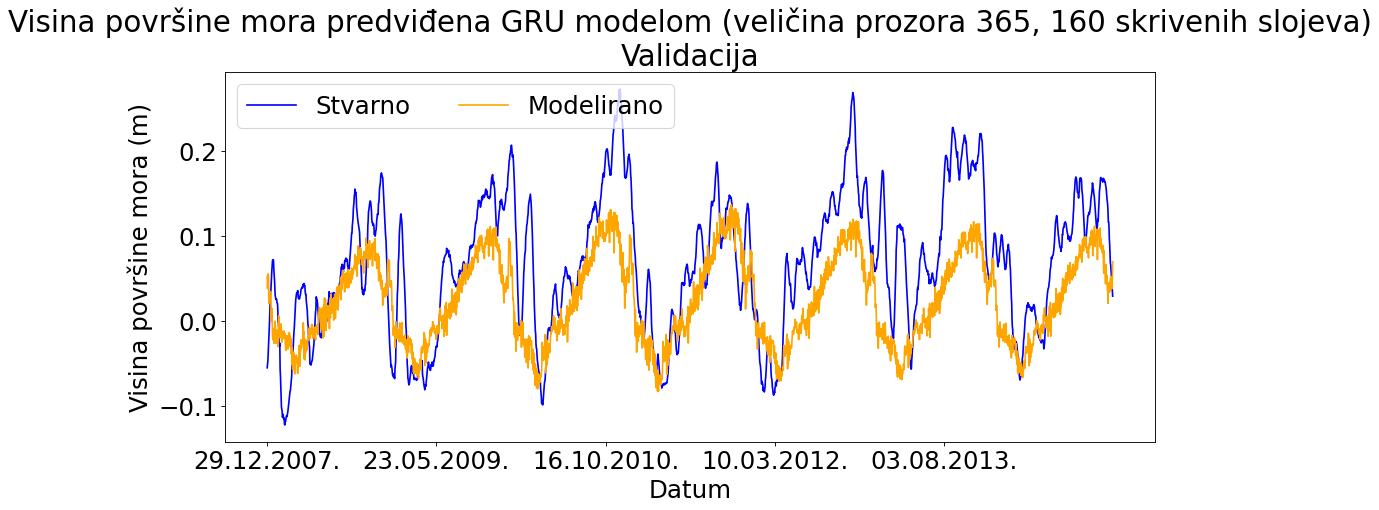 Visina površine mora predviđena GRU modelom (veličina prozora 365, 160 skrivenih slojeva)
Validacija
Stvarno
Modelirano
Visina površine mora (m)
0.2
0.1
0.0
−0.1
29.12.2007.
23.05.2009.
16.10.2010.
10.03.2012.
03.08.2013.
Datum